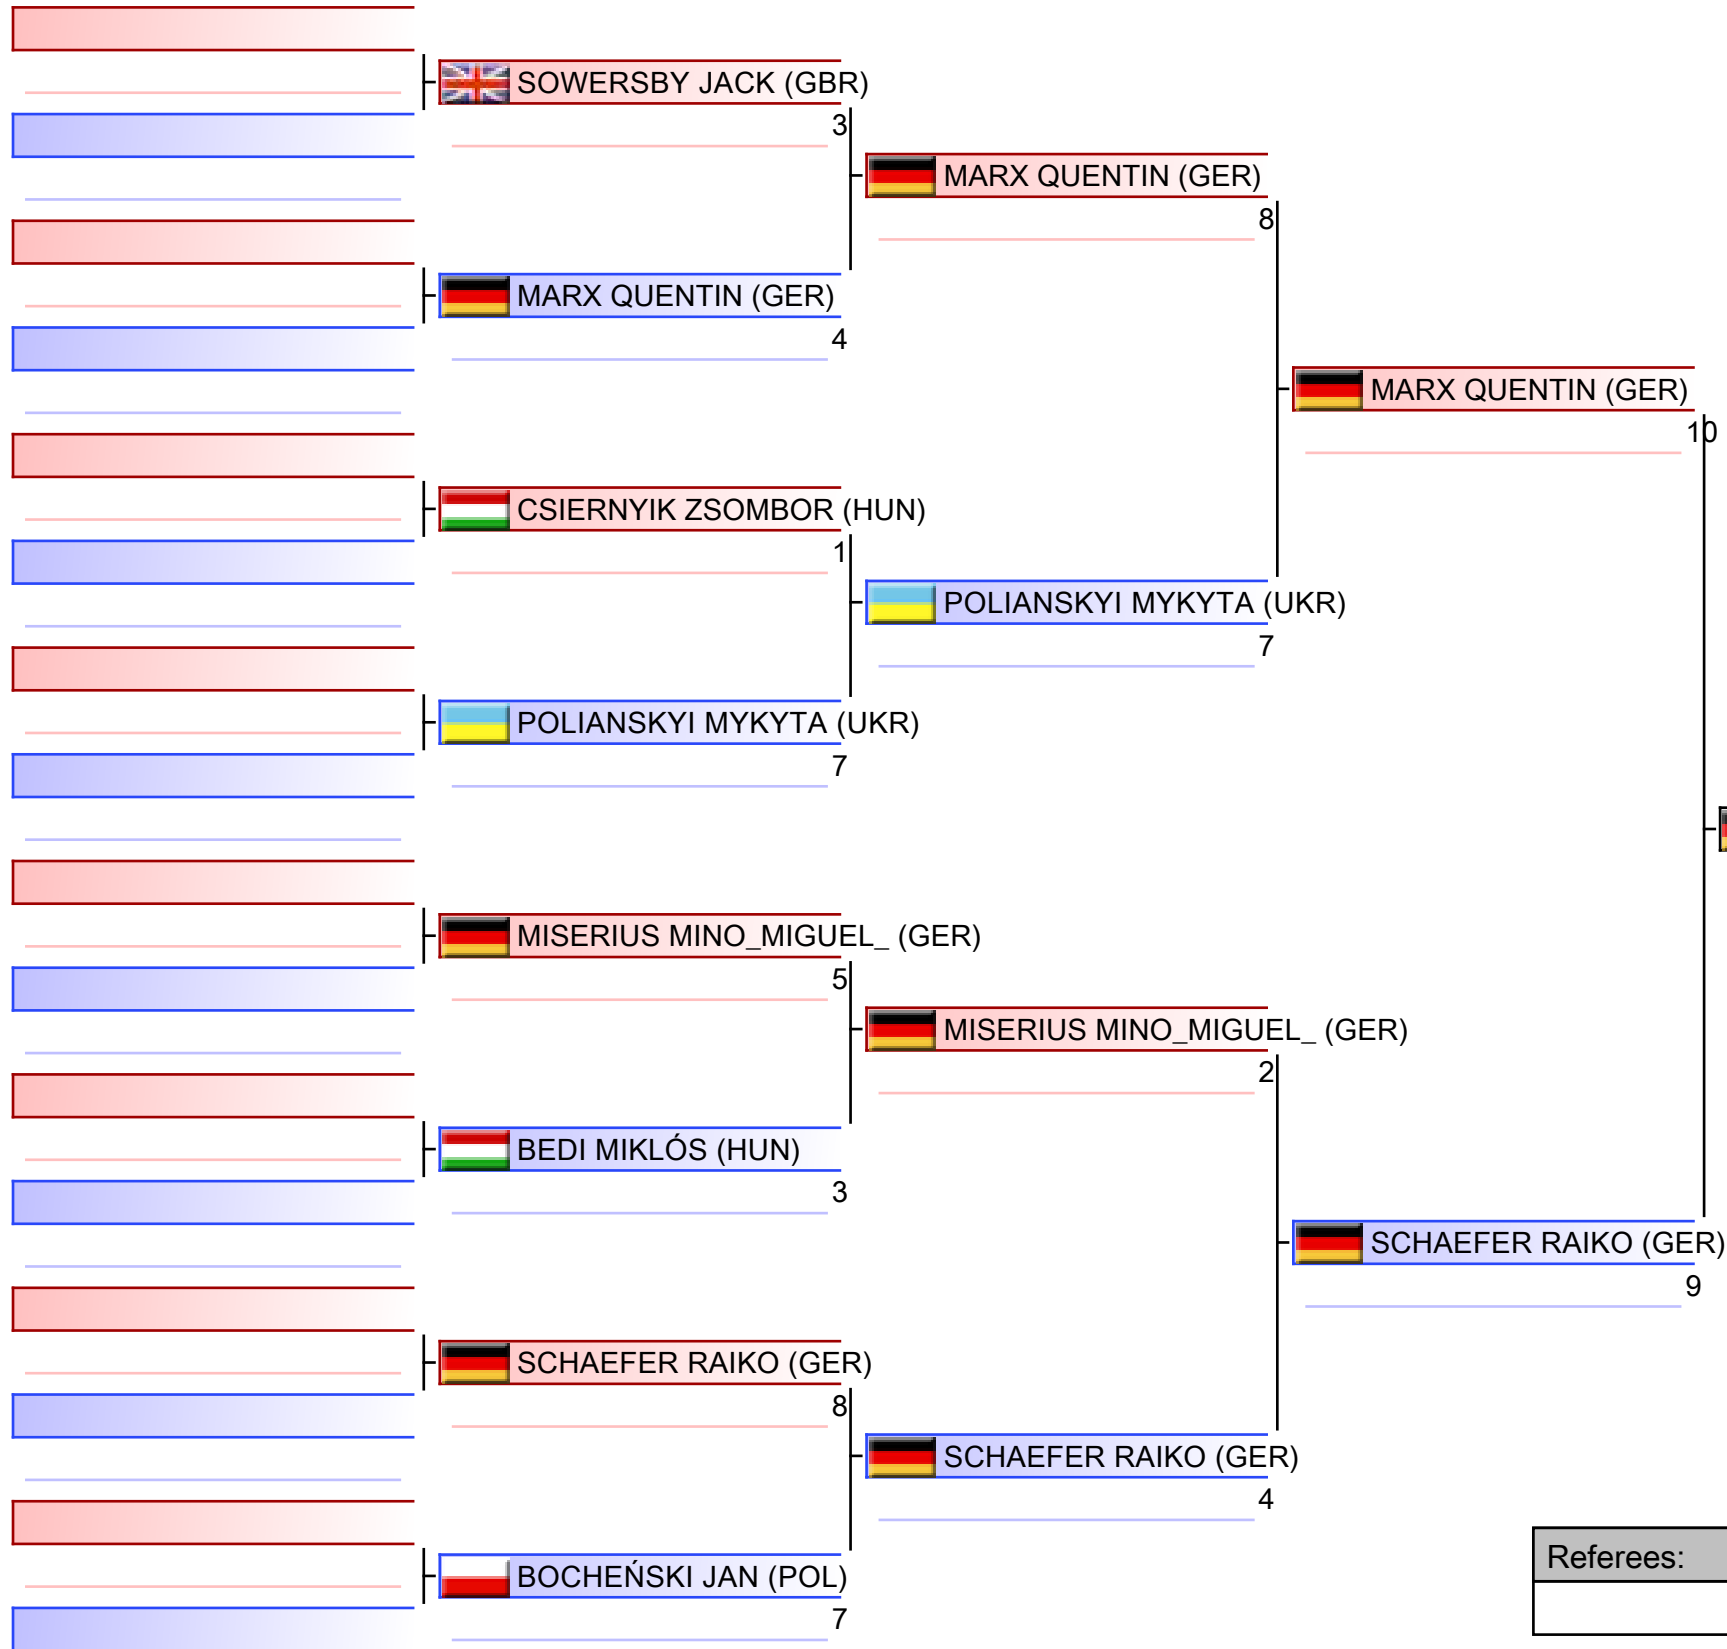 SOWERSBY JACK (GBR)
3
MARX QUENTIN (GER)
8
MARX QUENTIN (GER)
4
MARX QUENTIN (GER)
10
CSIERNYIK ZSOMBOR (HUN)
1
POLIANSKYI MYKYTA (UKR)
7
POLIANSKYI MYKYTA (UKR)
7
MISERIUS MINO_MIGUEL_ (GER)
5
MISERIUS MINO_MIGUEL_ (GER)
2
BEDI MIKLÓS (HUN)
3
SCHAEFER RAIKO (GER)
9
SCHAEFER RAIKO (GER)
8
SCHAEFER RAIKO (GER)
4
BOCHEŃSKI JAN (POL)
7
Referees: